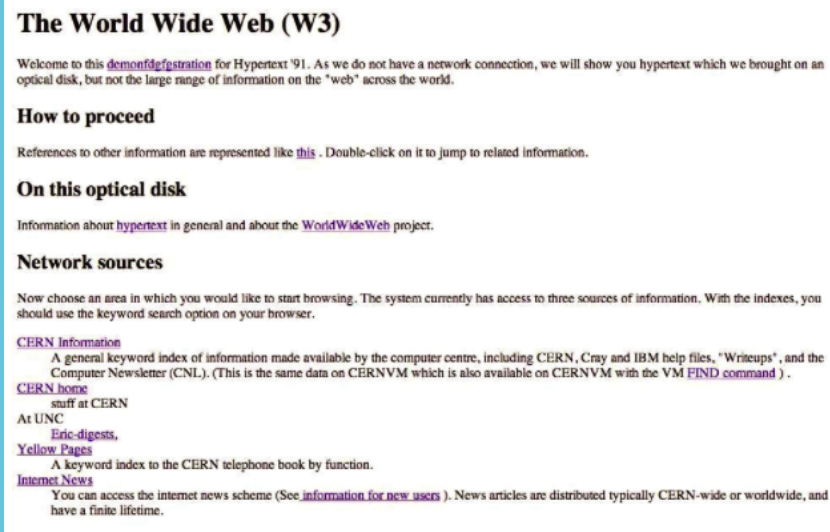 The World Wide Web (W3)
Welcome to this demonfdgfgstration for Hypertext '91. As we do not have a network connection, we will show you hypertext which we brought on an
optical disk, but not the large range of information on the "web" across the world.
How to proceed
References to other information are represented like this . Double-click on it to jump to related information.
On this optical disk
Information about hypertext in general and about the WorldWideWeb project.
Network sources
Now choose an area in which you would like to start browsing. The system currently has access to three sources of information. With the indexes, you
should use the keyword search option on your browser.
CERN Information
A general keyword index of information made available by the computer centre, including CERN, Cray and IBM help files, "Writeups", and the
Computer Newsletter (CNL). (This is the same data on CERNVM which is also available on CERNVM with the VM FIND command ) .
CERN home
stuff at CERN
At UNC
Eric-digests,
Yellow Pages
A keyword index to the CERN telephone book by function.
Internet News
You can access the internet news scheme (See information for new users ). News articles are distributed typically CERN-wide or worldwide, and
have a finite lifetime.